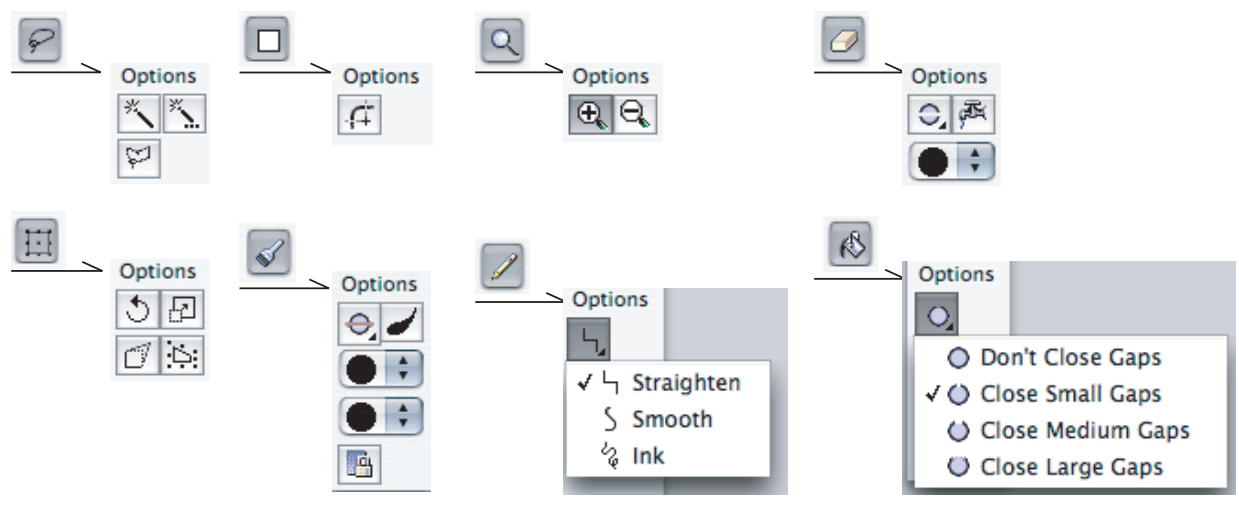 Options
Options
Options
Options
Options
Options
Options
Straighten
Smooth
Ink
Options
Don't Close Gaps
Close Small Gaps
Close Medium Gaps
Close Large Gaps